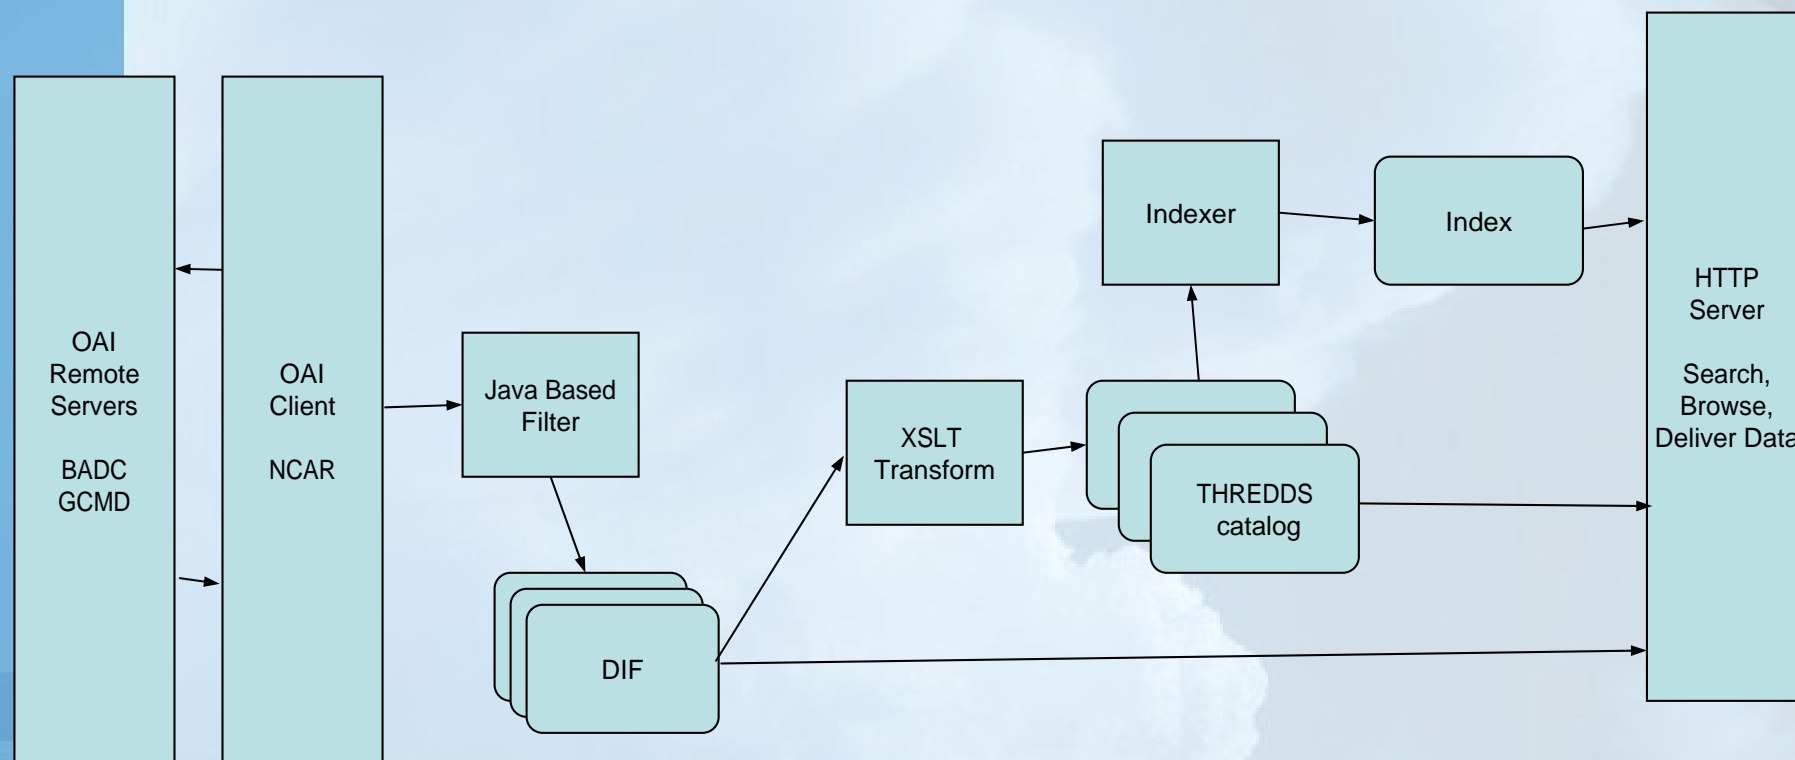 OAI
Remote
Servers
BADC
GCMD
OAI
Client
NCAR
Java Based
Filter
DIF
XSLT
Transform
THREDDS
catalog
Indexer
Index
HTTP
Server
Search,
Browse,
Deliver Data